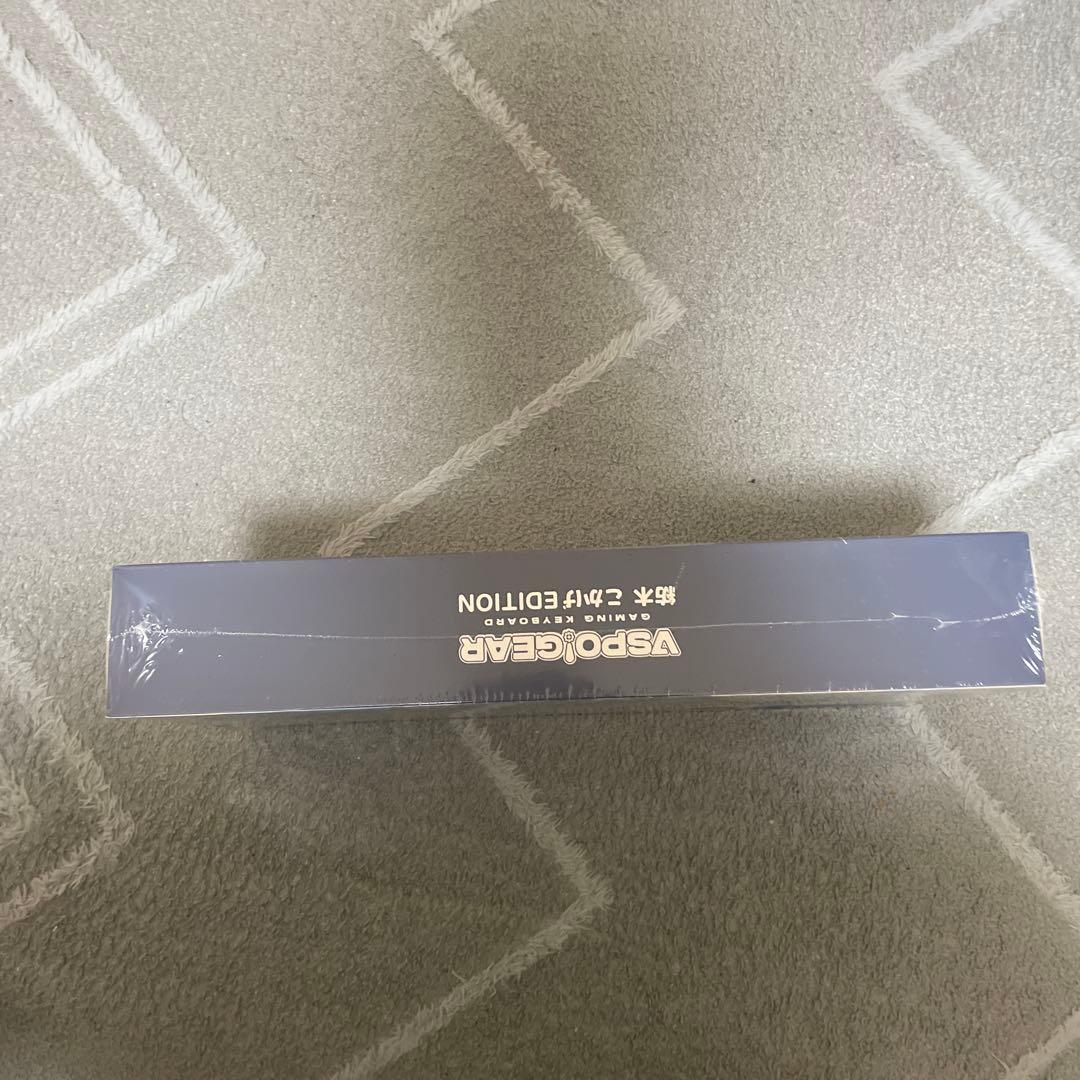 VSPO!GEAR
GAMING KEYBOARD
紡木 こかげ EDITION